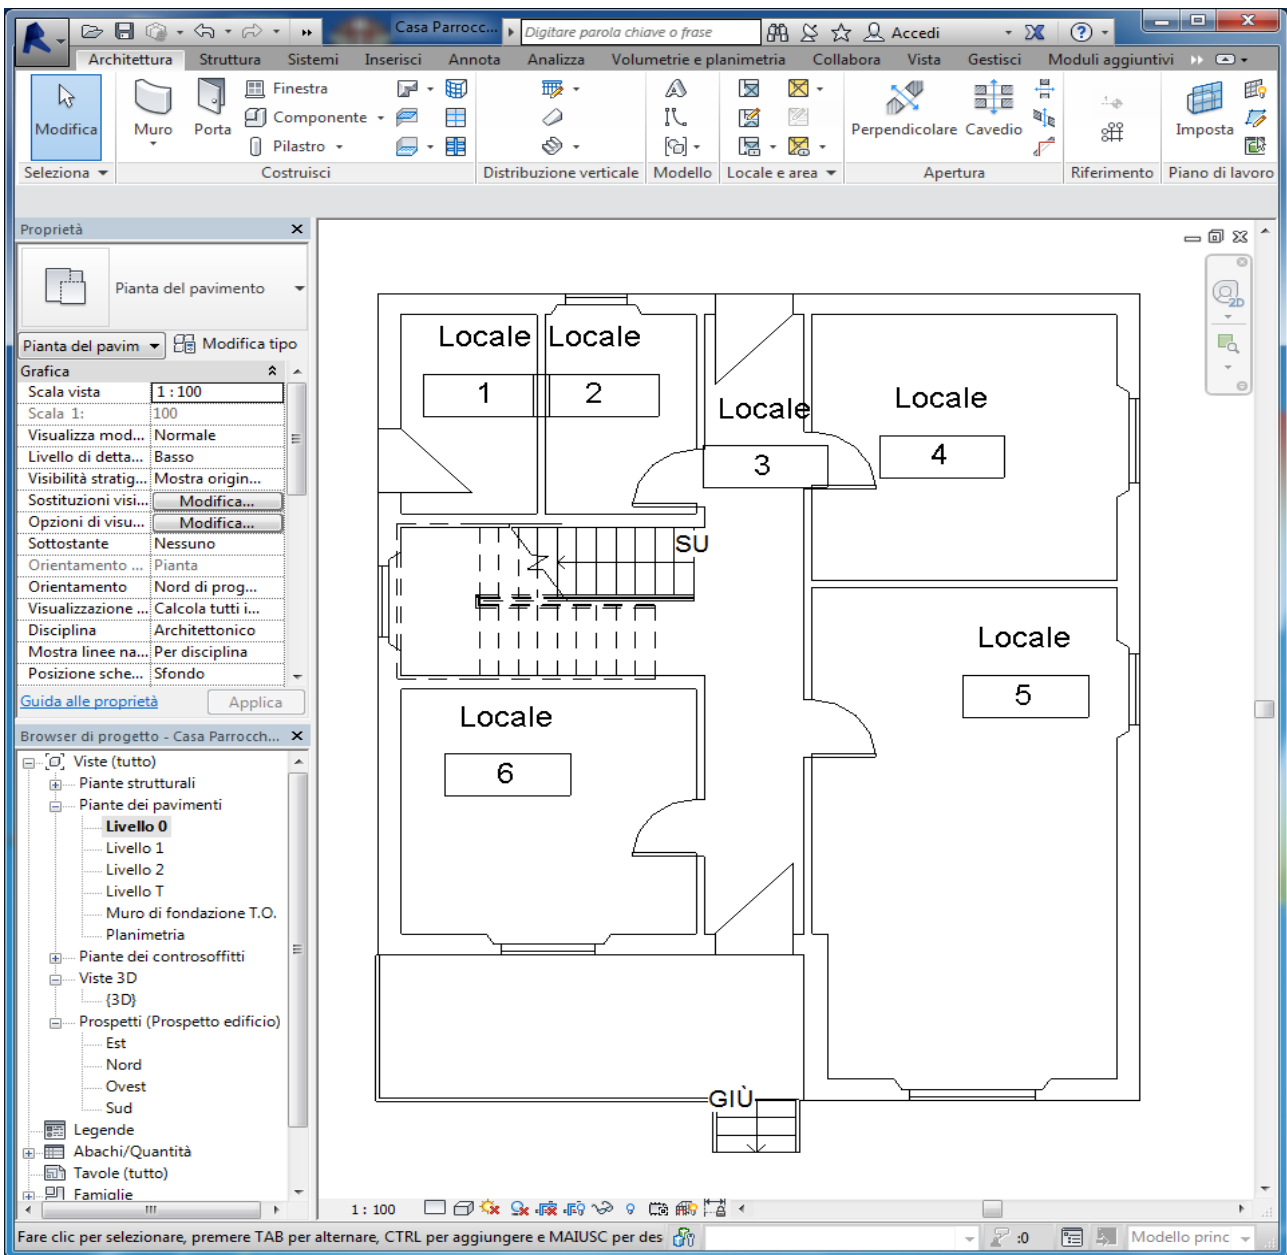 Casa Parrocc...
Digitare parola chiave o frase
Accedi
Architettura Struttura Sistemi Inserisci Annota Analizza Volumetrie e planimetria Collabora Vista Gestisci Moduli aggiuntivi
Modifica
Muro
Porta
Finestra
Componente
Pilastro
Perpendicolare
Cavedio
Imposta
Seleziona Costruisci Distribuzione verticale Modello Locale e area Apertura Riferimento Piano di lavoro
Proprietà
Pianta del pavimento
Pianta del pavim Modifica tipo
Grafica
Scala vista 1 : 100
Scala 1: 100
Visualizza mod... Normale
Livello di detta... Basso
Visibilità stratig... Mostra origin...
Sostituzioni visi... Modifica...
Opzioni di visu... Modifica...
Sottostante Nessuno
Orientamento ... Pianta
Orientamento Nord di prog...
Visualizzazione ... Calcola tutti i...
Disciplina Architettonico
Mostra linee na... Per disciplina
Posizione sche... Sfondo
Guida alle proprietà Applica
Browser di progetto - Casa Parrocch...
Viste (tutto)
Piante strutturali
Piante dei pavimenti
Livello 0
Livello 1
Livello 2
Livello T
Muro di fondazione T.O.
Planimetria
Piante dei controsoffitti
Viste 3D
{3D}
Prospetti (Prospetto edificio)
Est
Nord
Ovest
Sud
Legende
Abachi/Quantità
Tavole (tutto)
Famiglie
2D
Locale
1
Locale
2
Locale
3
Locale
4
SU
Locale
5
Locale
6
GIÙ
1 : 100
Fare clic per selezionare, premere TAB per alternare, CTRL per aggiungere e MAIUSC per des
:0
Modello princ